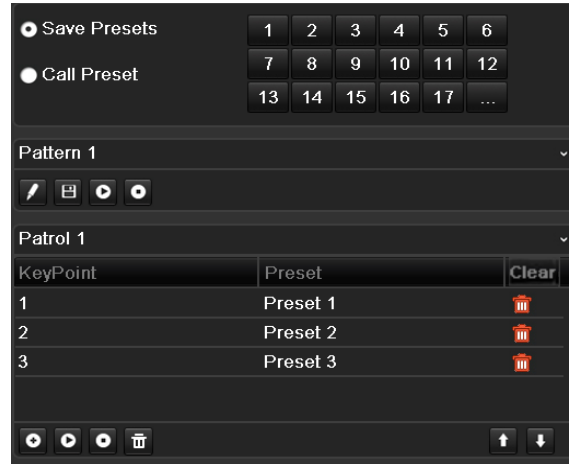 Save Presets 1 2 3 4 5 6
Call Preset 7 8 9 10 11 12
13 14 15 16 17 ...
Pattern 1
Patrol 1
KeyPoint Preset Clear
1 Preset 1
2 Preset 2
3 Preset 3